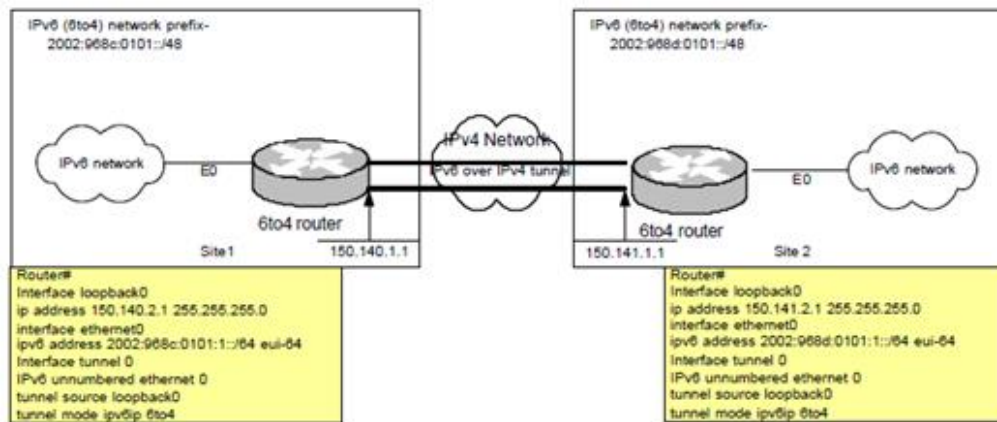 IPv6 (6to4) network prefix-
2002:968c:0101::/48
IPv6 (6to4) network prefix-
2002:968d:0101::/48
IPv6 network
E0
6to4 router
Site1
150.140.1.1
IPv4 Network
IPv6 over IPv4 tunnel
150.141.1.1
6to4 router
Site 2
E0
IPv6 network
Router#
Interface loopback0
ip address 150.140.2.1 255.255.255.0
interface ethernet0
ipv6 address 2002:968c:0101:1::/64 eui-64
Interface tunnel 0
IPv6 unnumbered ethernet 0
tunnel source loopback0
tunnel mode ipv6ip 6to4
Router#
Interface loopback0
ip address 150.141.2.1 255.255.255.0
interface ethernet0
ipv6 address 2002:968d:0101:1::/64 eui-64
Interface tunnel 0
IPv6 unnumbered ethernet 0
tunnel source loopback0
tunnel mode ipv6ip 6to4